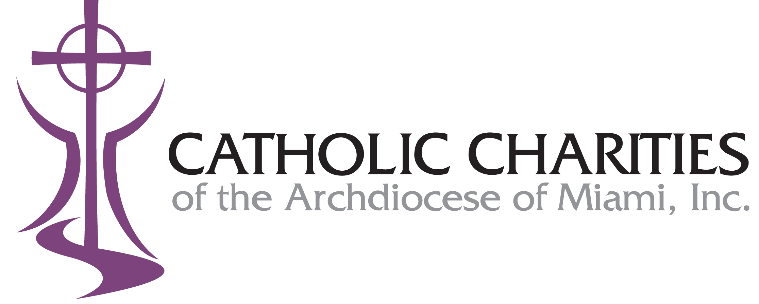 CATHOLIC CHARITIES
of the Archdiocese of Miami, Inc.